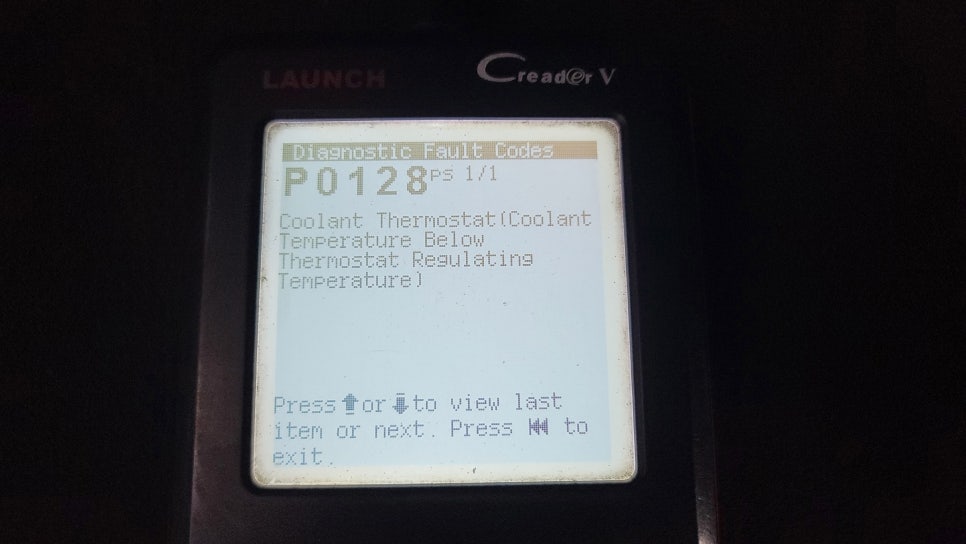 LAUNCH
Creader V
Diagnostic Fault Codes
P0128 PS 1/1
Coolant Thermostat(Coolant
Temperature Below
Thermostat Regulating
Temperature)
Press ⬆ or ⬇ to view last
item or next. Press ⏮ to
exit.